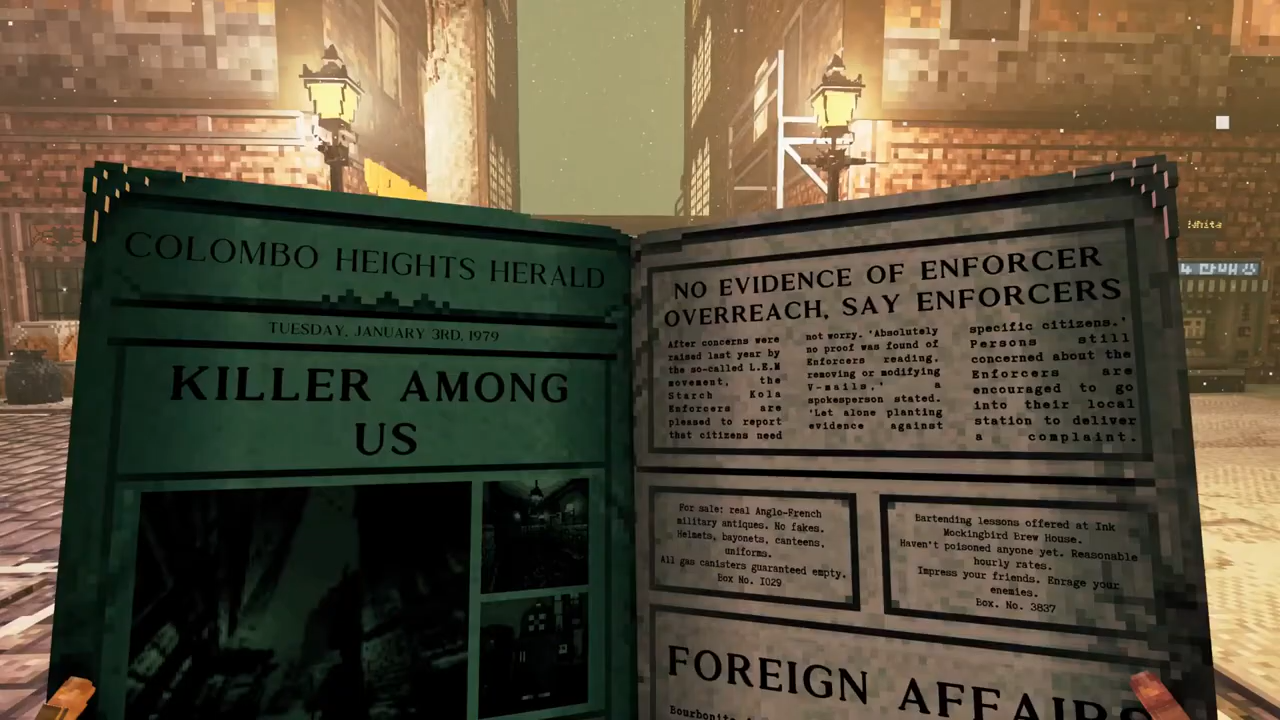 COLOMBO HEIGHTS HERALD
TUESDAY, JANUARY 3RD, 1979
KILLER AMONG
US
NO EVIDENCE OF ENFORCER
OVERREACH, SAY ENFORCERS
After concerns were
raised last year by
the so-called L.E.M
movement, the
Starch Kola
Enforcers are
pleased to report
that citizens need
not worry. 'Absolutely
no proof was found of
Enforcers reading,
removing or modifying
V-mails,' a
spokesperson stated.
'Let alone planting
evidence against
specific citizens.'
Persons still
concerned about the
Enforcers are
encouraged to go
into their local
station to deliver
a complaint.
For sale: real Anglo-French
military antiques. No fakes.
Helmets, bayonets, canteens,
uniforms.
All gas canisters guaranteed empty.
Box No. 1029
Bartending lessons offered at Ink
Mockingbird Brew House.
Haven't poisoned anyone yet. Reasonable
hourly rates.
Impress your friends. Enrage your
enemies.
Box. No. 3837
FOREIGN AFFAIRS